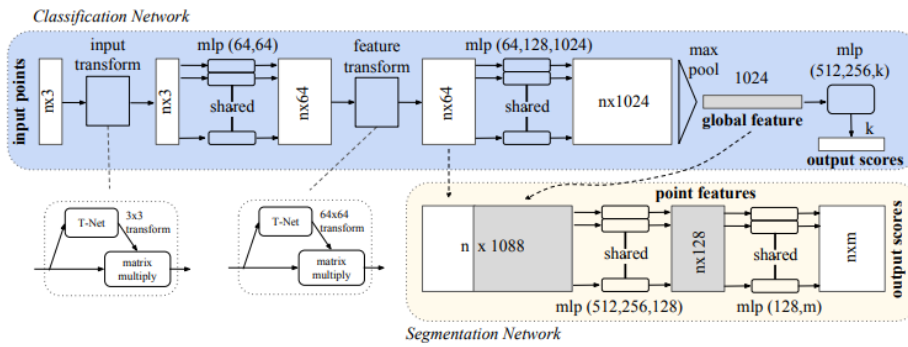 Classification Network
input points
nx3
input
transform
nx3
mlp (64,64)
shared
nx64
feature
transform
nx64
mlp (64,128,1024)
shared
nx1024
max
pool
1024
global feature
mlp
(512,256,k)
k
output scores
T-Net
3x3
transform
matrix
multiply
T-Net
64x64
transform
matrix
multiply
point features
n x 1088
shared
mlp (512,256,128)
nx128
shared
mlp (128,m)
nxm
output scores
Segmentation Network